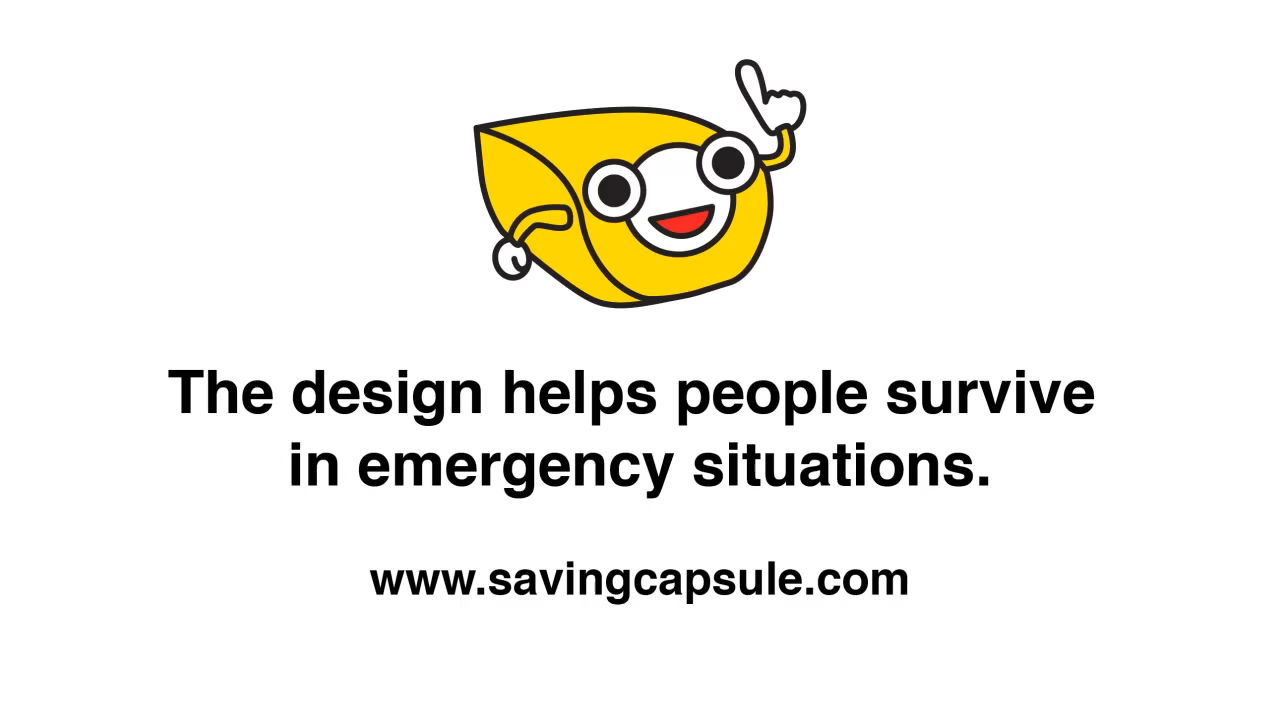 The design helps people survive
in emergency situations.
www.savingcapsule.com